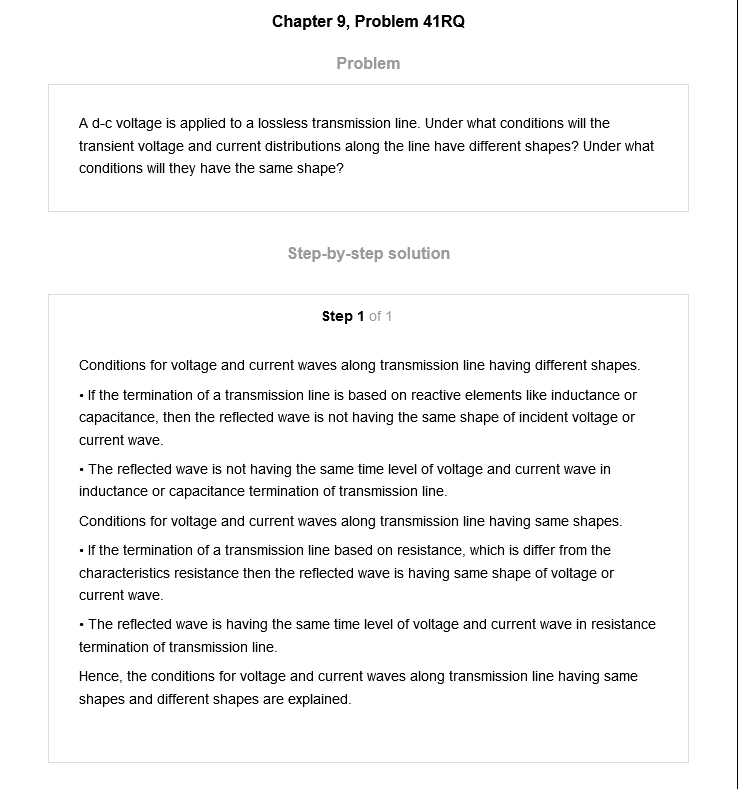 Chapter 9, Problem 41RQ
Problem
A d-c voltage is applied to a lossless transmission line. Under what conditions will the
transient voltage and current distributions along the line have different shapes? Under what
conditions will they have the same shape?
Step-by-step solution
Step 1 of 1
Conditions for voltage and current waves along transmission line having different shapes.
• If the termination of a transmission line is based on reactive elements like inductance or
capacitance, then the reflected wave is not having the same shape of incident voltage or
current wave.
• The reflected wave is not having the same time level of voltage and current wave in
inductance or capacitance termination of transmission line.
Conditions for voltage and current waves along transmission line having same shapes.
• If the termination of a transmission line based on resistance, which is differ from the
characteristics resistance then the reflected wave is having same shape of voltage or
current wave.
• The reflected wave is having the same time level of voltage and current wave in resistance
termination of transmission line.
Hence, the conditions for voltage and current waves along transmission line having same
shapes and different shapes are explained.